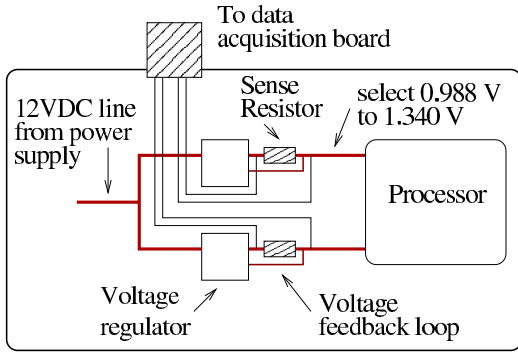 To data
acquisition board
Sense
Resistor
select 0.988 V
to 1.340 V
12VDC line
from power
supply
Processor
Voltage
regulator
Voltage
feedback loop